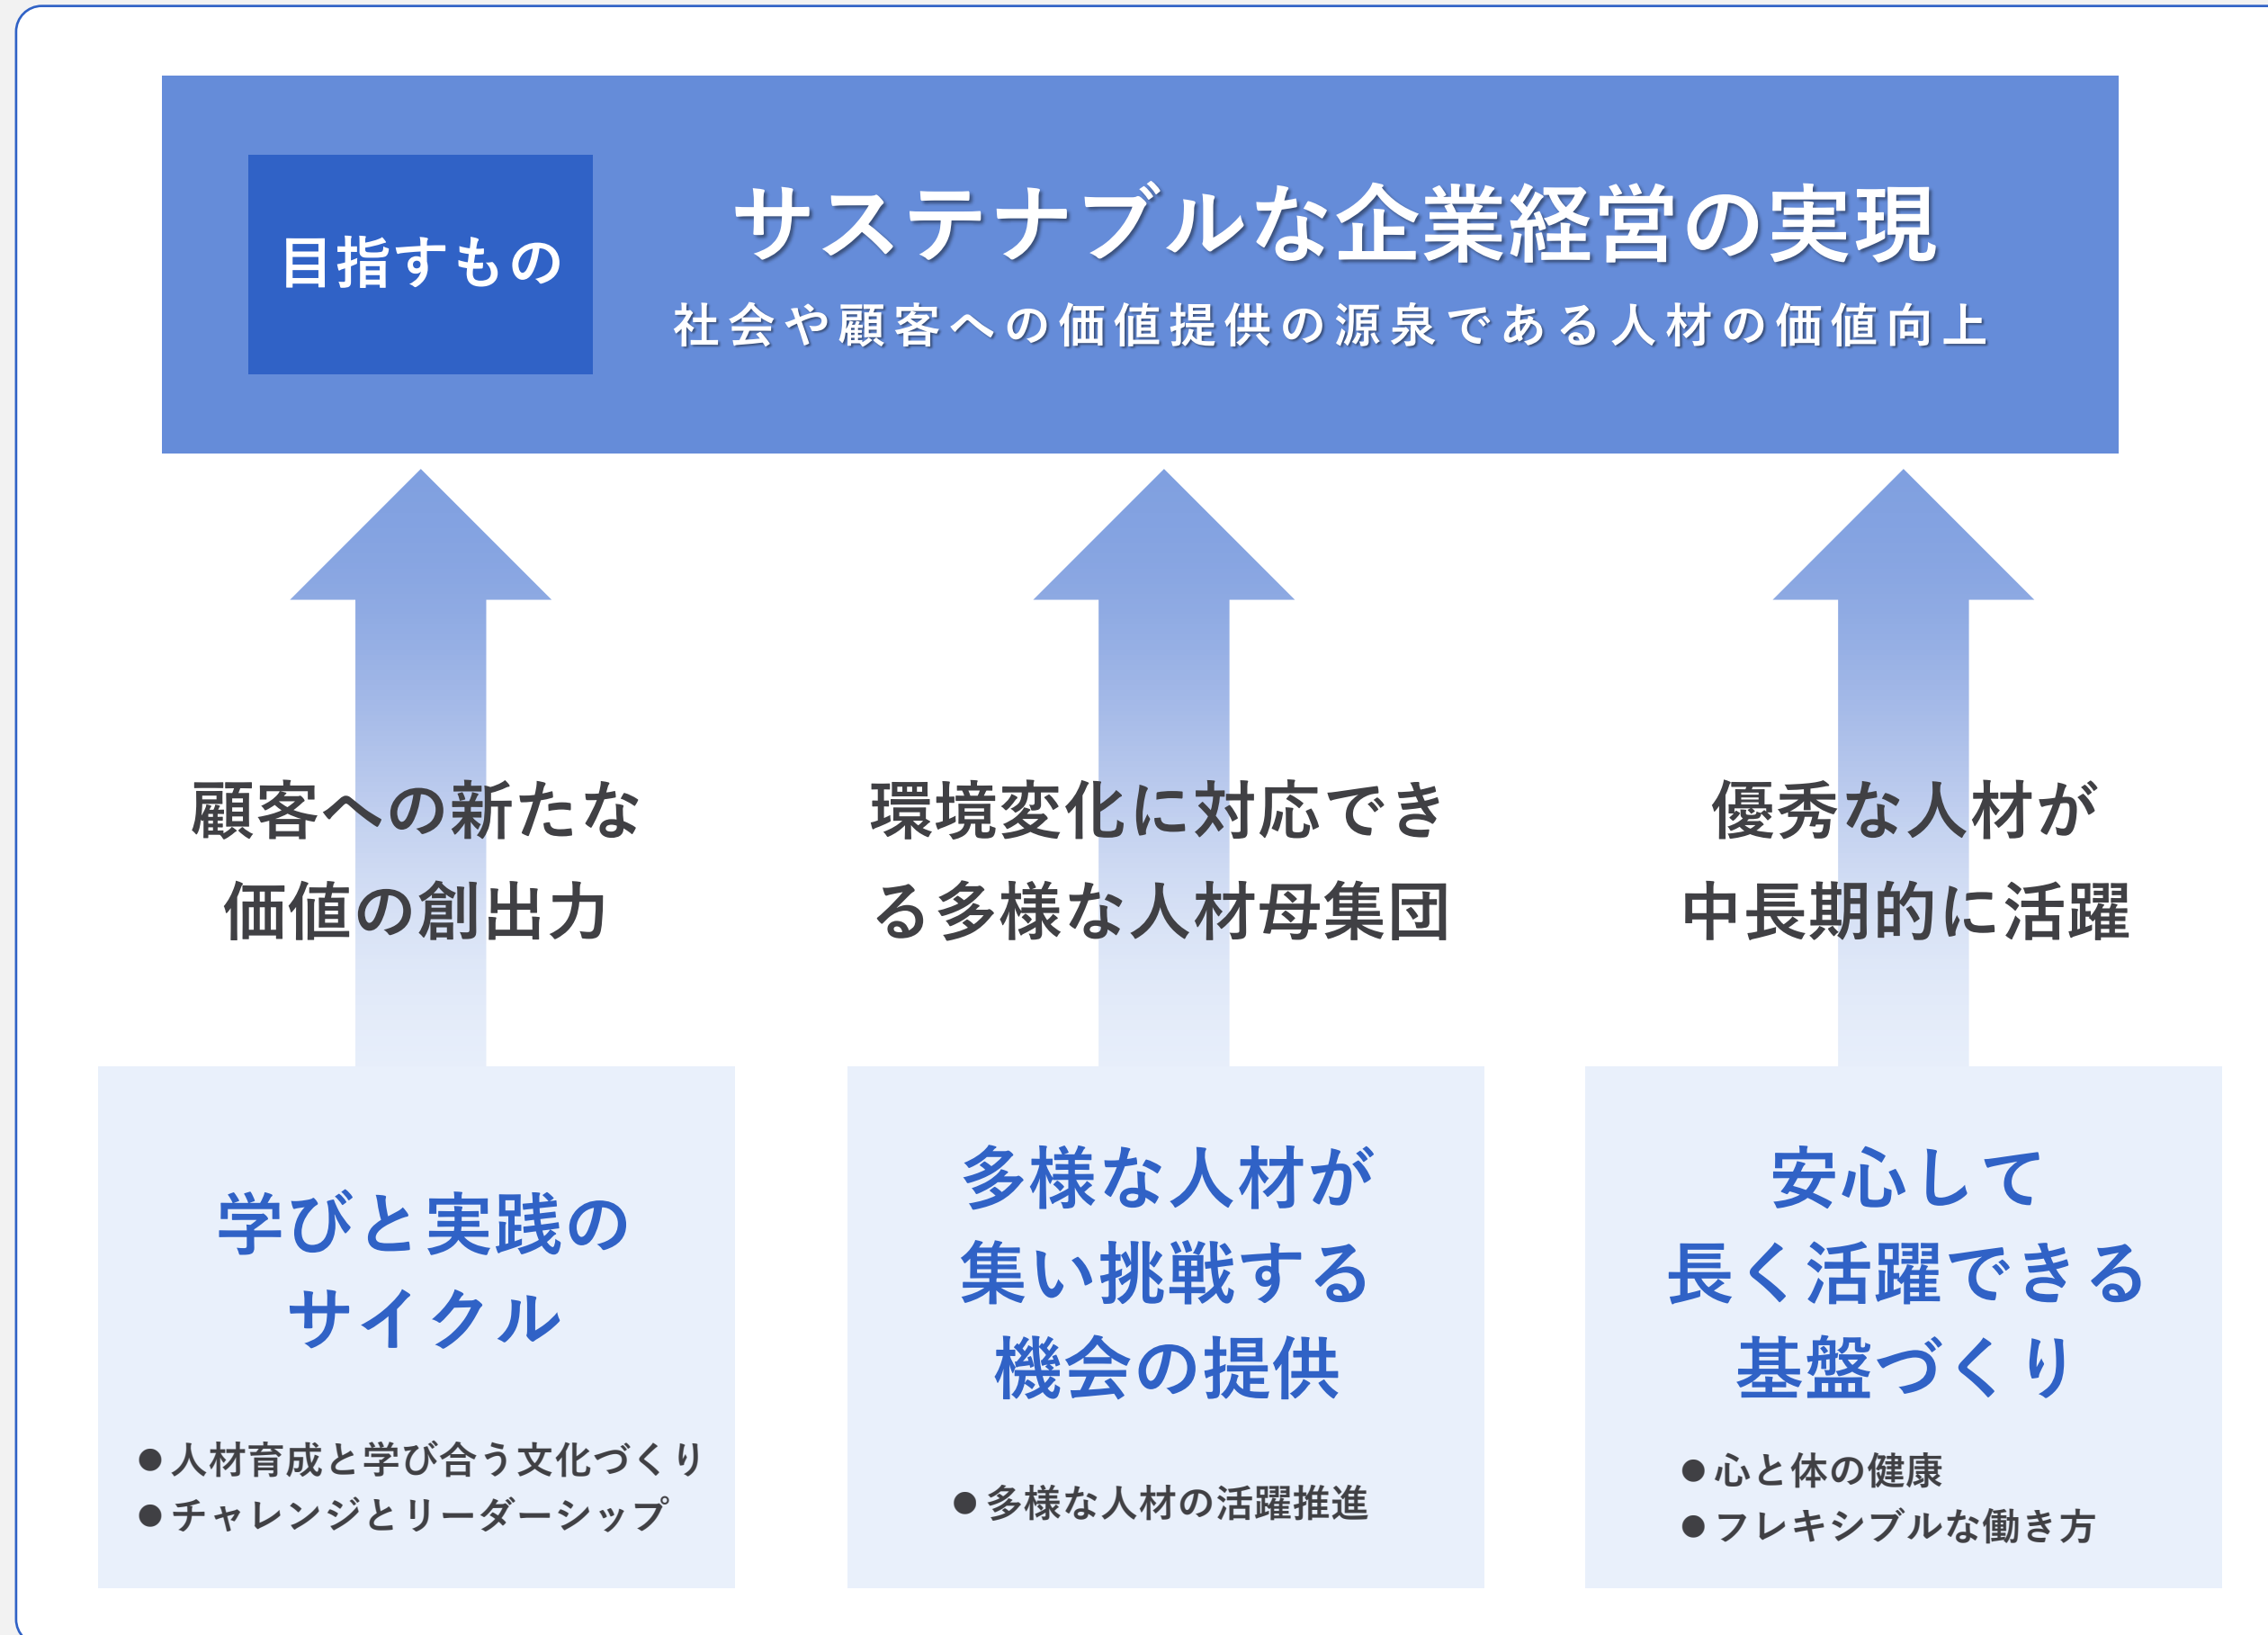 目指すもの
サステナブルな企業経営の実現
社会や顧客への価値提供の源泉である人材の価値向上
顧客への新たな
価値の創出力
環境変化に対応でき
る多様な人材母集団
優秀な人材が
中長期的に活躍
学びと実践の
サイクル
● 人材育成と学び合う文化づくり
● チャレンジとリーダーシップ
多様な人材が
集い挑戦する
機会の提供
● 多様な人材の活躍推進
安心して
長く活躍できる
基盤づくり
● 心と体の健康
● フレキシブルな働き方